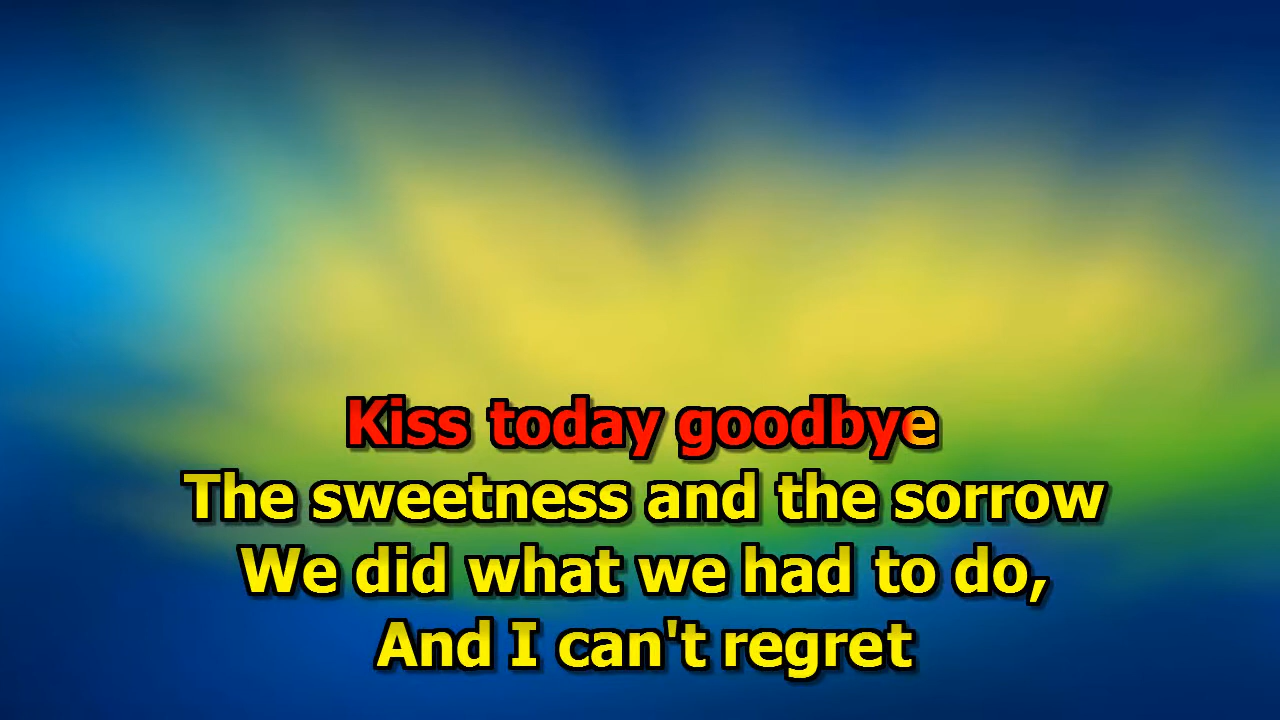 Kiss today goodbye
The sweetness and the sorrow
We did what we had to do,
And I can't regret